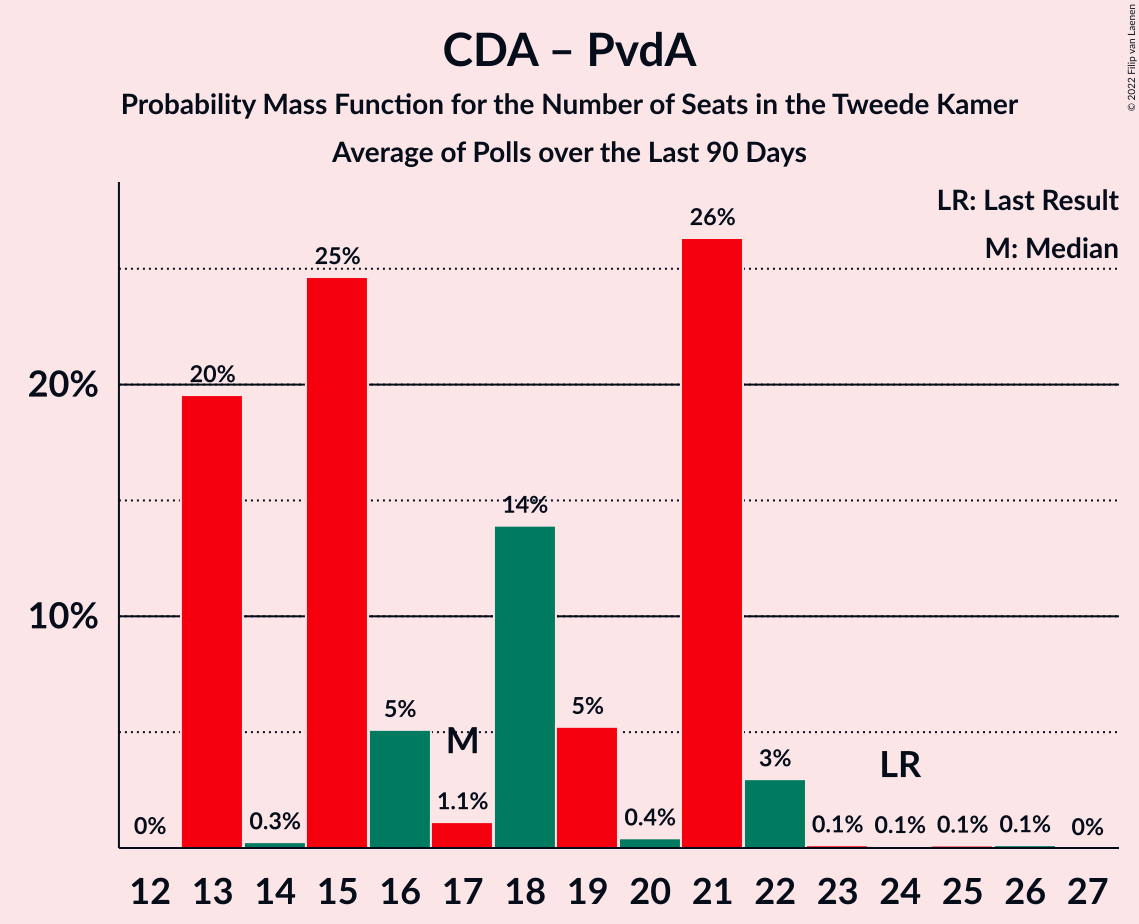 CDA – PvdA
Probability Mass Function for the Number of Seats in the Tweede Kamer
Average of Polls over the Last 90 Days
© 2022 Filip van Laenen
LR: Last Result
M: Median
26%
25%
20%
20%
14%
10%
5%
5%
M
3%
LR
1.1%
0%
0.3%
0.4%
0.1%
0.1%
0.1%
0.1%
0%
12 13 14 15 16 17 18 19 20 21 22 23 24 25 26 27